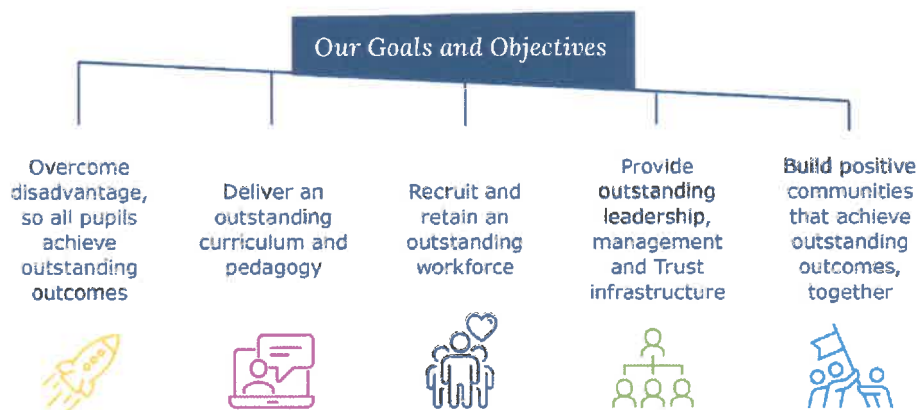 Our Goals and Objectives
Overcome
disadvantage,
so all pupils
achieve
outstanding
outcomes
Deliver an
outstanding
curriculum and
pedagogy
Recruit and
retain an
outstanding
workforce
Provide
outstanding
leadership,
management
and Trust
infrastructure
Build positive
communities
that achieve
outstanding
outcomes,
together